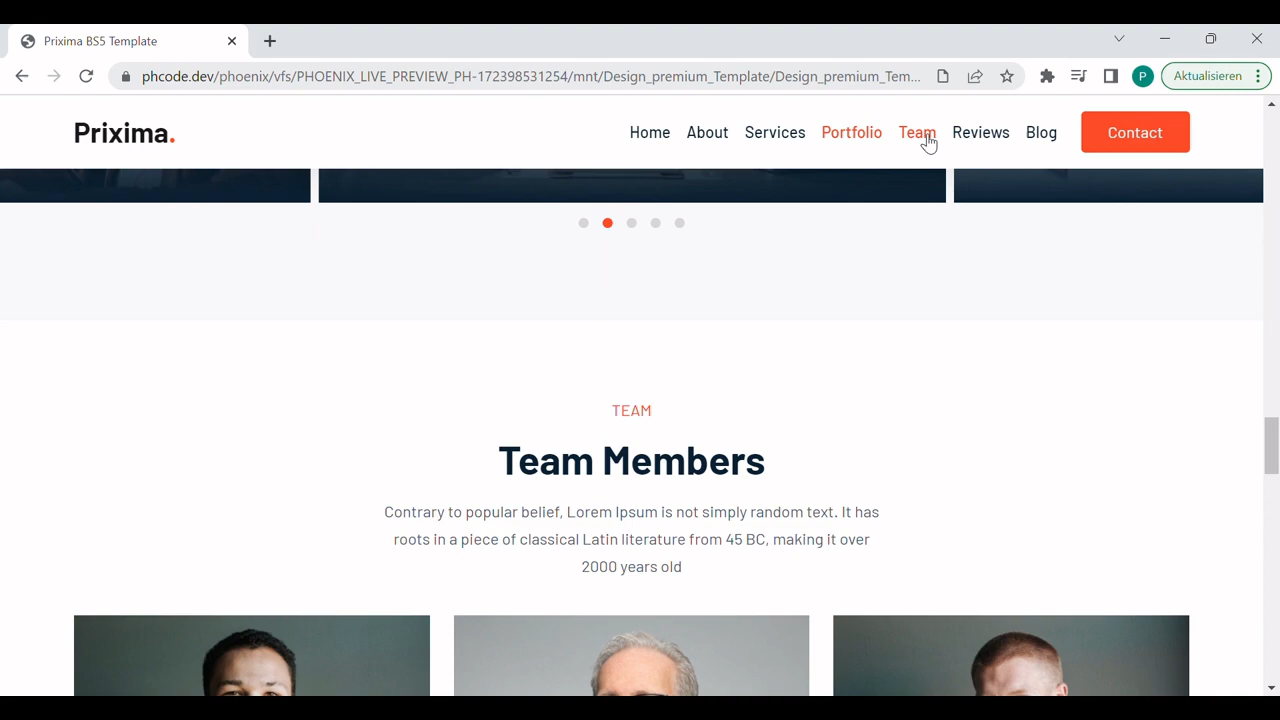 Prixima BS5 Template
phcode.dev/phoenix/vfs/PHOENIX_LIVE_PREVIEW_PH-172398531254/mnt/Design_premium_Template/Design_premium_Tem...
P
Aktualisieren
Prixima.
Home About Services Portfolio Team Reviews Blog Contact
TEAM
Team Members
Contrary to popular belief, Lorem Ipsum is not simply random text. It has
roots in a piece of classical Latin literature from 45 BC, making it over
2000 years old